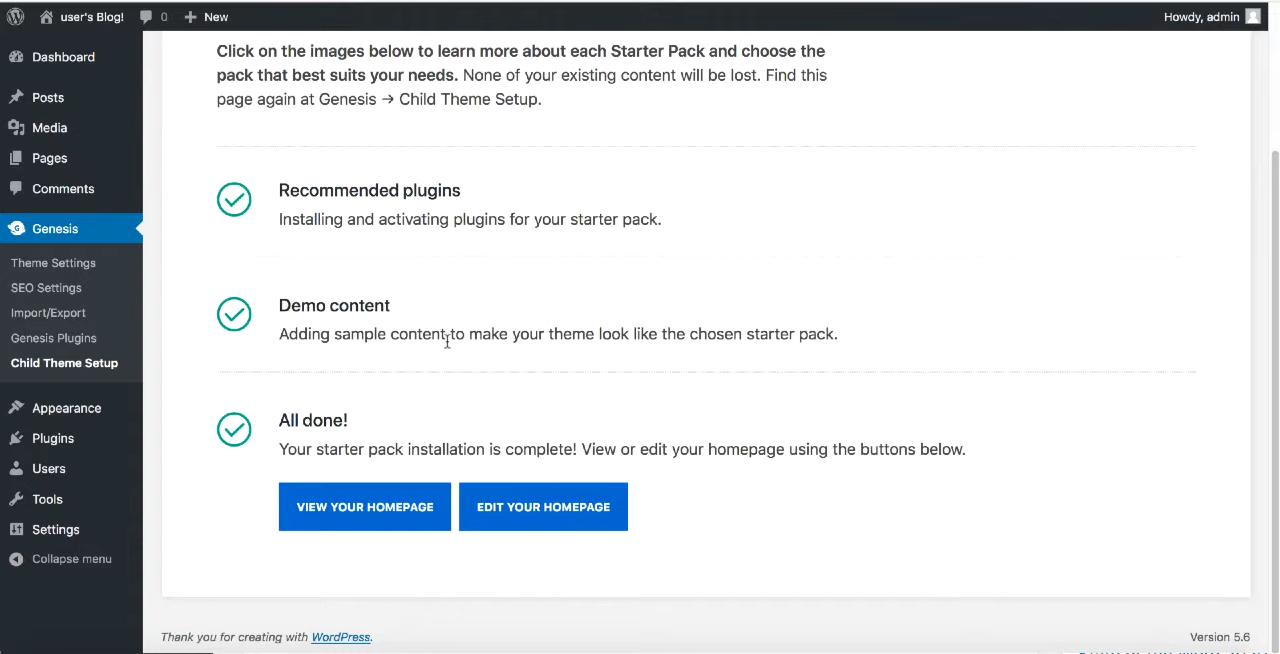 user's Blog! 0 New Howdy, admin
Dashboard
Posts
Media
Pages
Comments
Genesis
Theme Settings
SEO Settings
Import/Export
Genesis Plugins
Child Theme Setup
Appearance
Plugins
Users
Tools
Settings
Collapse menu
Click on the images below to learn more about each Starter Pack and choose the
pack that best suits your needs. None of your existing content will be lost. Find this
page again at Genesis → Child Theme Setup.
Recommended plugins
Installing and activating plugins for your starter pack.
Demo content
Adding sample content to make your theme look like the chosen starter pack.
All done!
Your starter pack installation is complete! View or edit your homepage using the buttons below.
VIEW YOUR HOMEPAGE EDIT YOUR HOMEPAGE
Thank you for creating with WordPress. Version 5.6